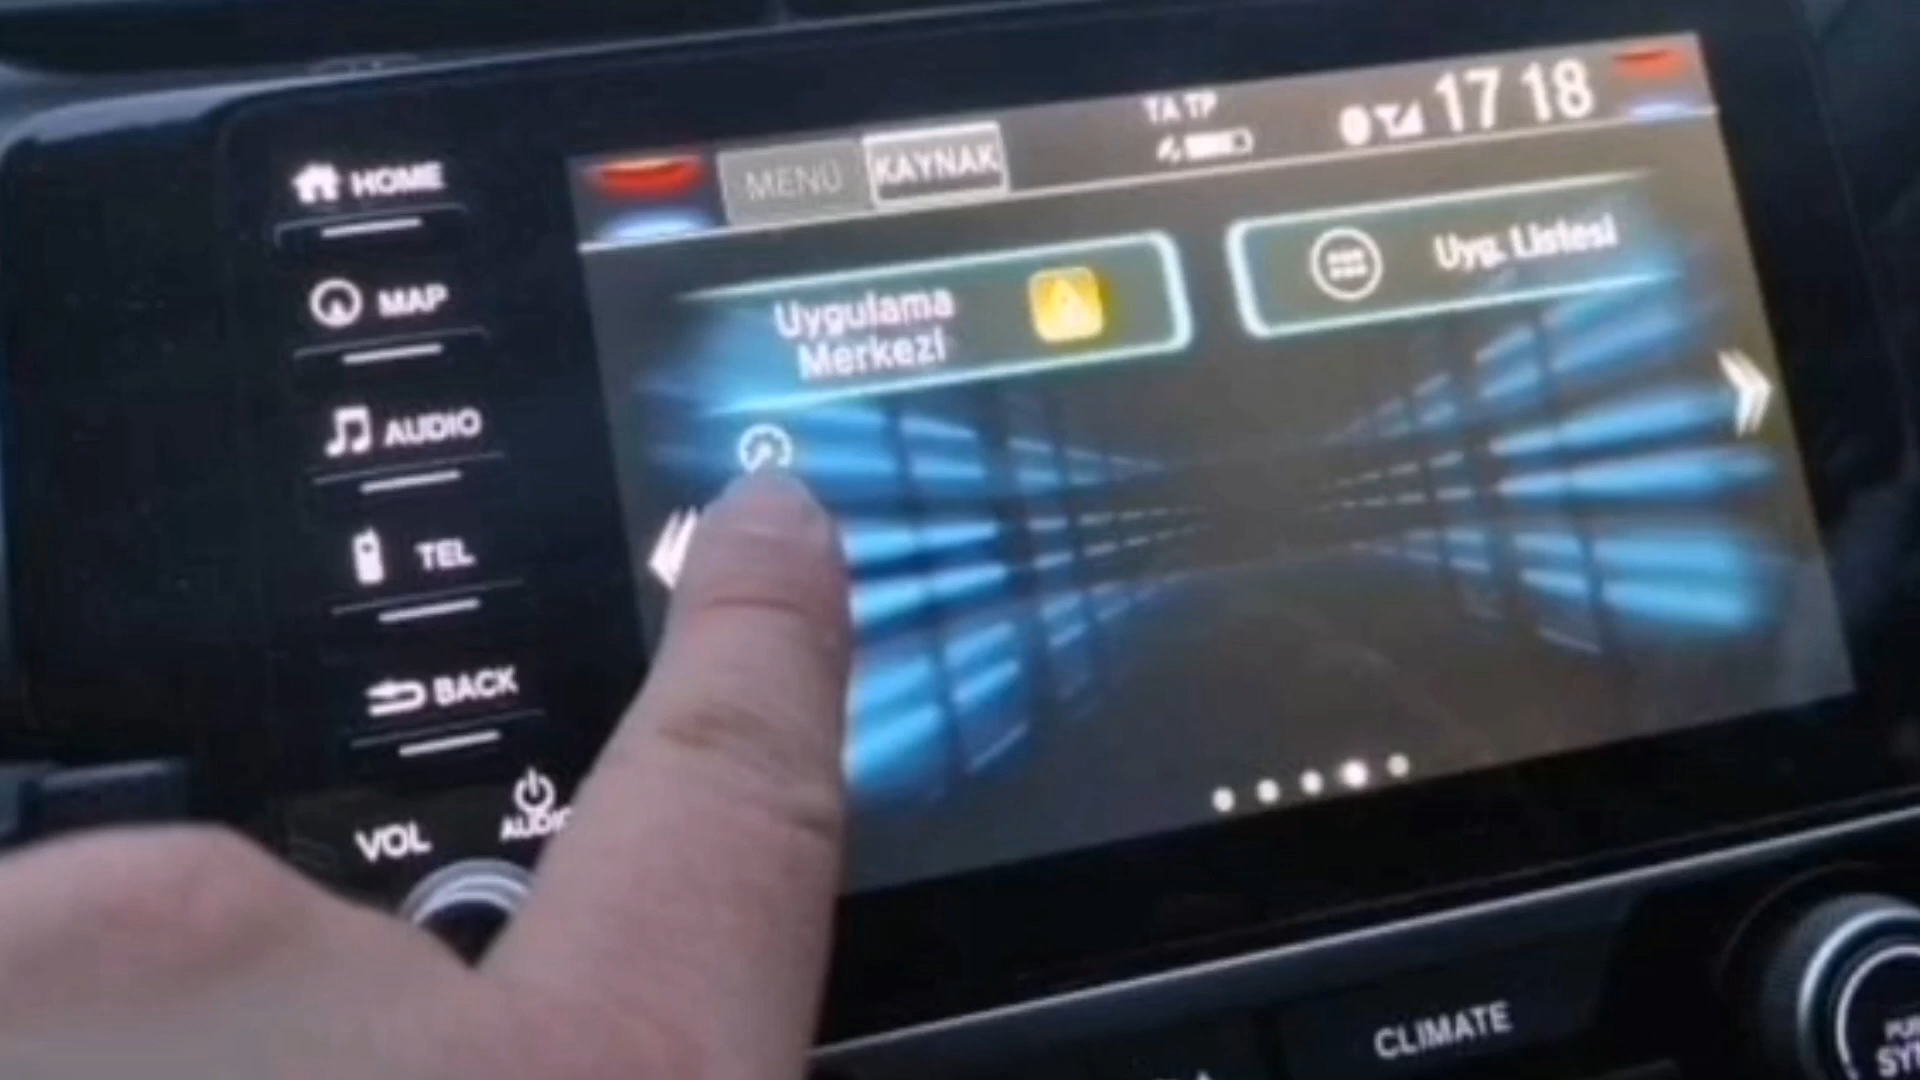 HOME
MAP
AUDIO
TEL
BACK
VOL
AUDIO
MENÜ
KAYNAK
TA TP
17 18
Uygulama
Merkezi
Uyg. Listesi
CLIMATE